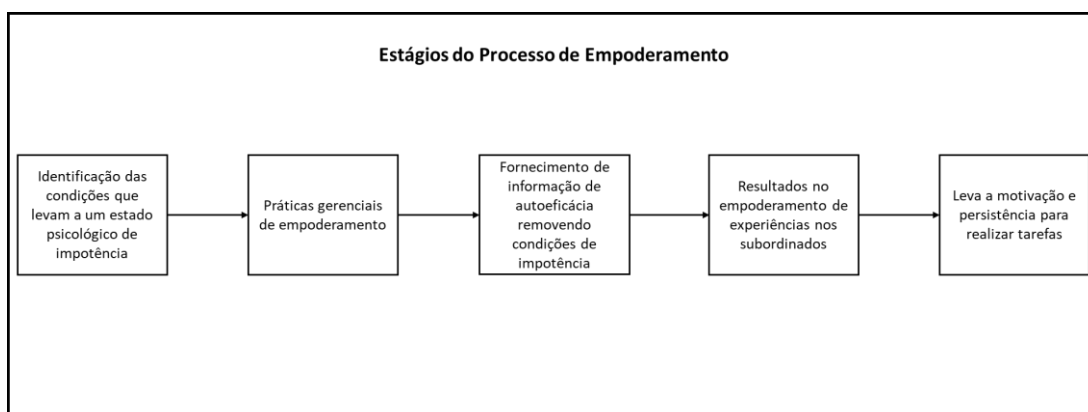 Estágios do Processo de Empoderamento
Identificação das
condições que
levam a um estado
psicológico de
impotência
Práticas gerenciais
de empoderamento
Fornecimento de
informação de
autoeficácia
removendo
condições de
impotência
Resultados no
empoderamento de
experiências nos
subordinados
Leva a motivação e
persistência para
realizar tarefas